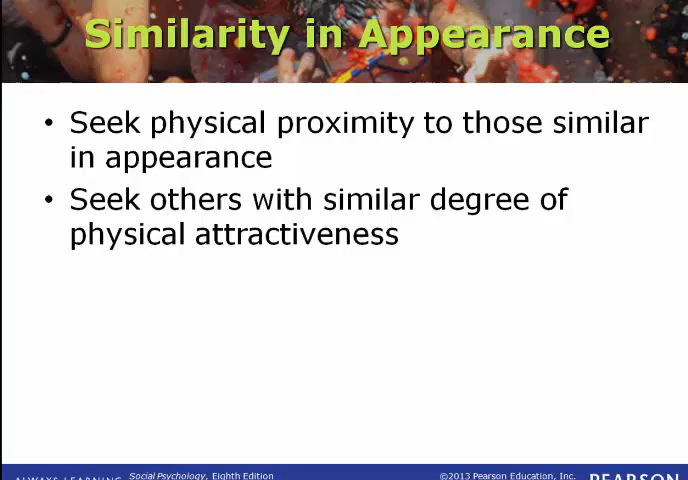 Similarity in Appearance
• Seek physical proximity to those similar
in appearance
• Seek others with similar degree of
physical attractiveness
ALWAYS LEARNING Social Psychology, Eighth Edition ©2013 Pearson Education, Inc. PEARSON